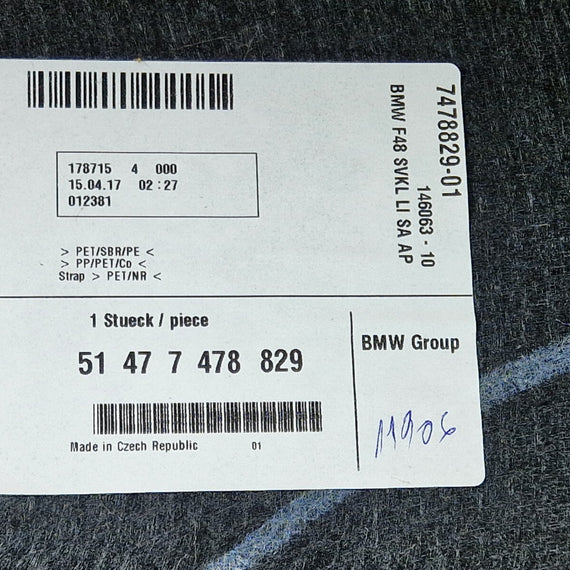 178715 4 000
15.04.17 02:27
012381
> PET/SBR/PE <
> PP/PET/Co <
Strap > PET/NR <
7478829-01
146063 - 10
BMW F48 SVKL LI SA AP
1 Stueck / piece
51 47 7 478 829
Made in Czech Republic 01
BMW Group
11906